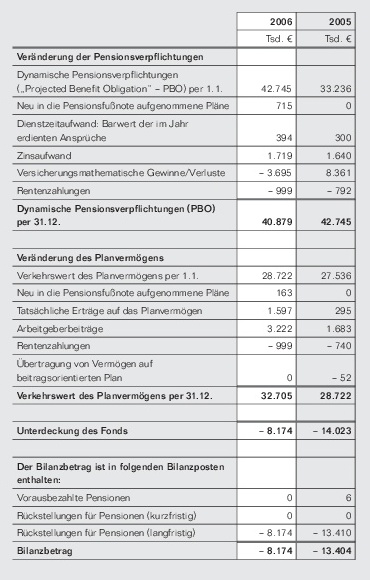 2006 2005
Tsd. € Tsd. €
Veränderung der Pensionsverpflichtungen
Dynamische Pensionsverpflichtungen
(„Projected Benefit Obligation“ – PBO) per 1.1. 42.745 33.236
Neu in die Pensionsfußnote aufgenommene Pläne 715 0
Dienstzeitaufwand: Barwert der im Jahr
erdienten Ansprüche 394 300
Zinsaufwand 1.719 1.640
Versicherungsmathematische Gewinne/Verluste – 3.695 8.361
Rentenzahlungen – 999 – 792
Dynamische Pensionsverpflichtungen (PBO)
per 31.12. 40.879 42.745
Veränderung des Planvermögens
Verkehrswert des Planvermögens per 1.1. 28.722 27.536
Neu in die Pensionsfußnote aufgenommene Pläne 163 0
Tatsächliche Erträge auf das Planvermögen 1.597 295
Arbeitgeberbeiträge 3.222 1.683
Rentenzahlungen – 999 – 740
Übertragung von Vermögen auf
beitragsorientierten Plan 0 – 52
Verkehrswert des Planvermögens per 31.12. 32.705 28.722
Unterdeckung des Fonds – 8.174 – 14.023
Der Bilanzbetrag ist in folgenden Bilanzposten
enthalten:
Vorausbezahlte Pensionen 0 6
Rückstellungen für Pensionen (kurzfristig) 0 0
Rückstellungen für Pensionen (langfristig) – 8.174 – 13.410
Bilanzbetrag – 8.174 – 13.404